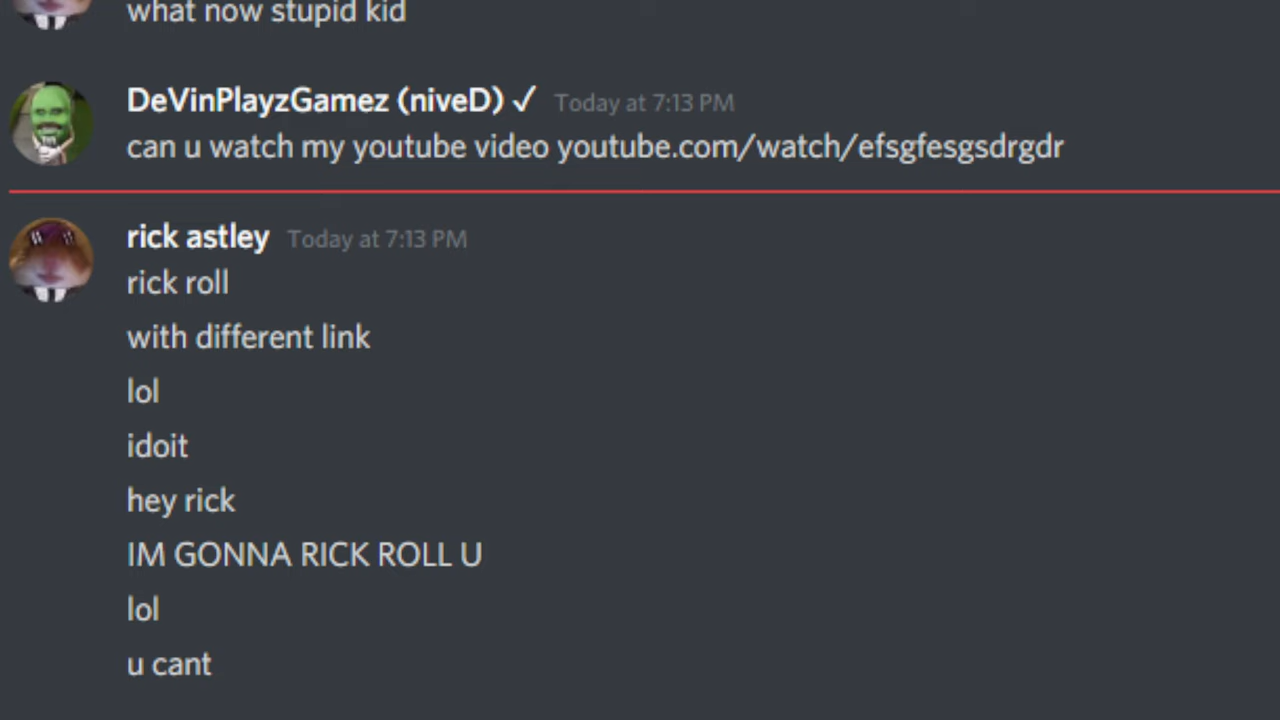 what now stupid kid
DeVinPlayzGamez (niveD) ✓ Today at 7:13 PM
can u watch my youtube video youtube.com/watch/efsgfesgsdrgdr
rick astley Today at 7:13 PM
rick roll
with different link
lol
idoit
hey rick
IM GONNA RICK ROLL U
lol
u cant